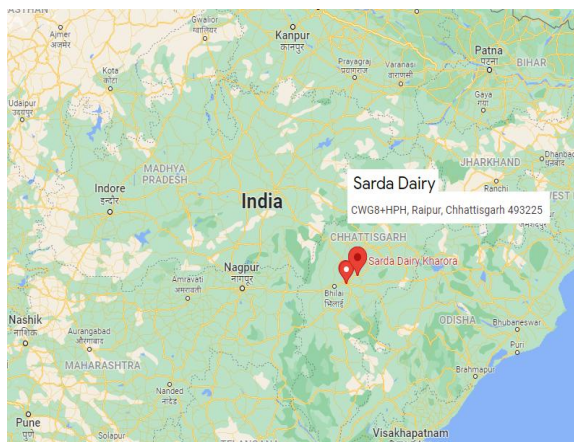 ASTHAN
Gwalior
ग्वालियर
Ajmer
अजमेर
Kanpur
कानपुर
Patna
पटना
Kota
कोटा
Prayagraj
प्रयागराज
Varanasi
वाराणसी
BIHAR
Gaya
गया
Udaipur
उदयपुर
Dhanbad
धनबाद
JHARKHAND
MADHYA
PRADESH
Sarda Dairy
Ranchi
Indore
इन्दौर
India
WEST
CWG8+HPH, Raipur, Chhattisgarh 493225
CHHATTISGARH
Sarda Dairy Kharora
Nagpur
नागपुर
Amravati
अमरावती
Bhilai
भिलाई
Nashik
नाशिक
Aurangabad
औरंगाबाद
ODISHA
Bhubaneswar
Puri
पुरी
MAHARASHTRA
Brahmapur
Nanded
नांदेड़
Pune
पुणे
Solapur
TELANGANA
Visakhapatnam